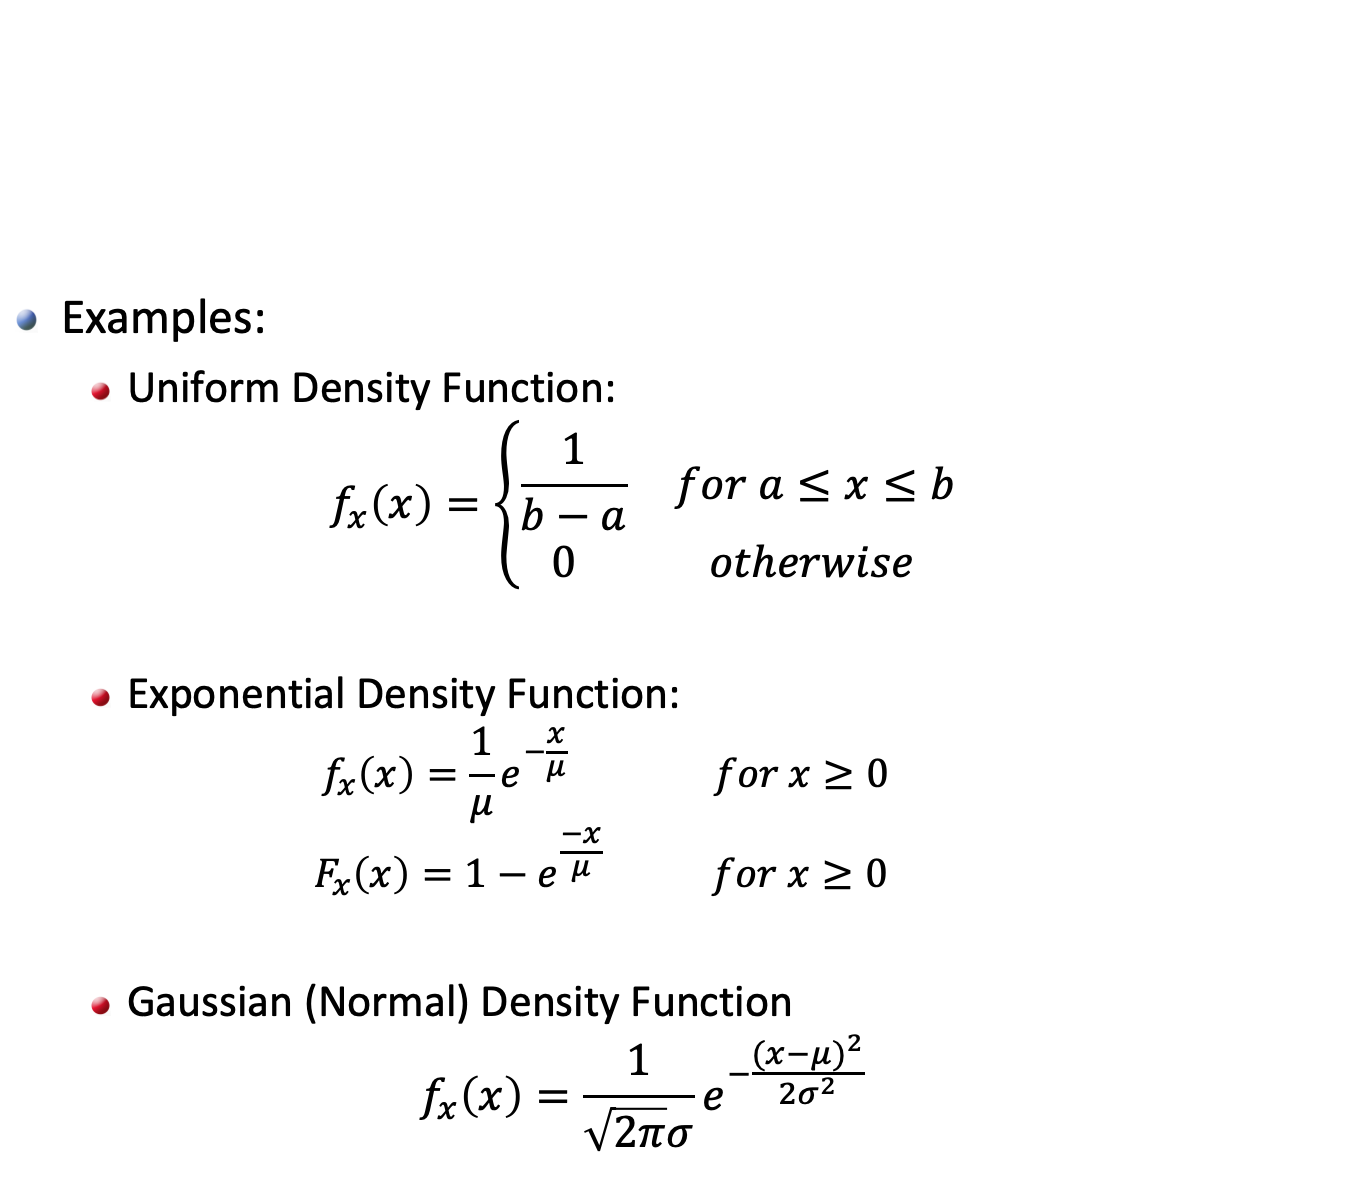 Examples:
Uniform Density Function:
f_x(x) = { 1/(b − a) for a ≤ x ≤ b
0 otherwise
Exponential Density Function:
f_x(x) = (1/μ) e^(−x/μ) for x ≥ 0
F_x(x) = 1 − e^(−x/μ) for x ≥ 0
Gaussian (Normal) Density Function
f_x(x) = 1/(√2π σ) e^(−(x−μ)²/2σ²)